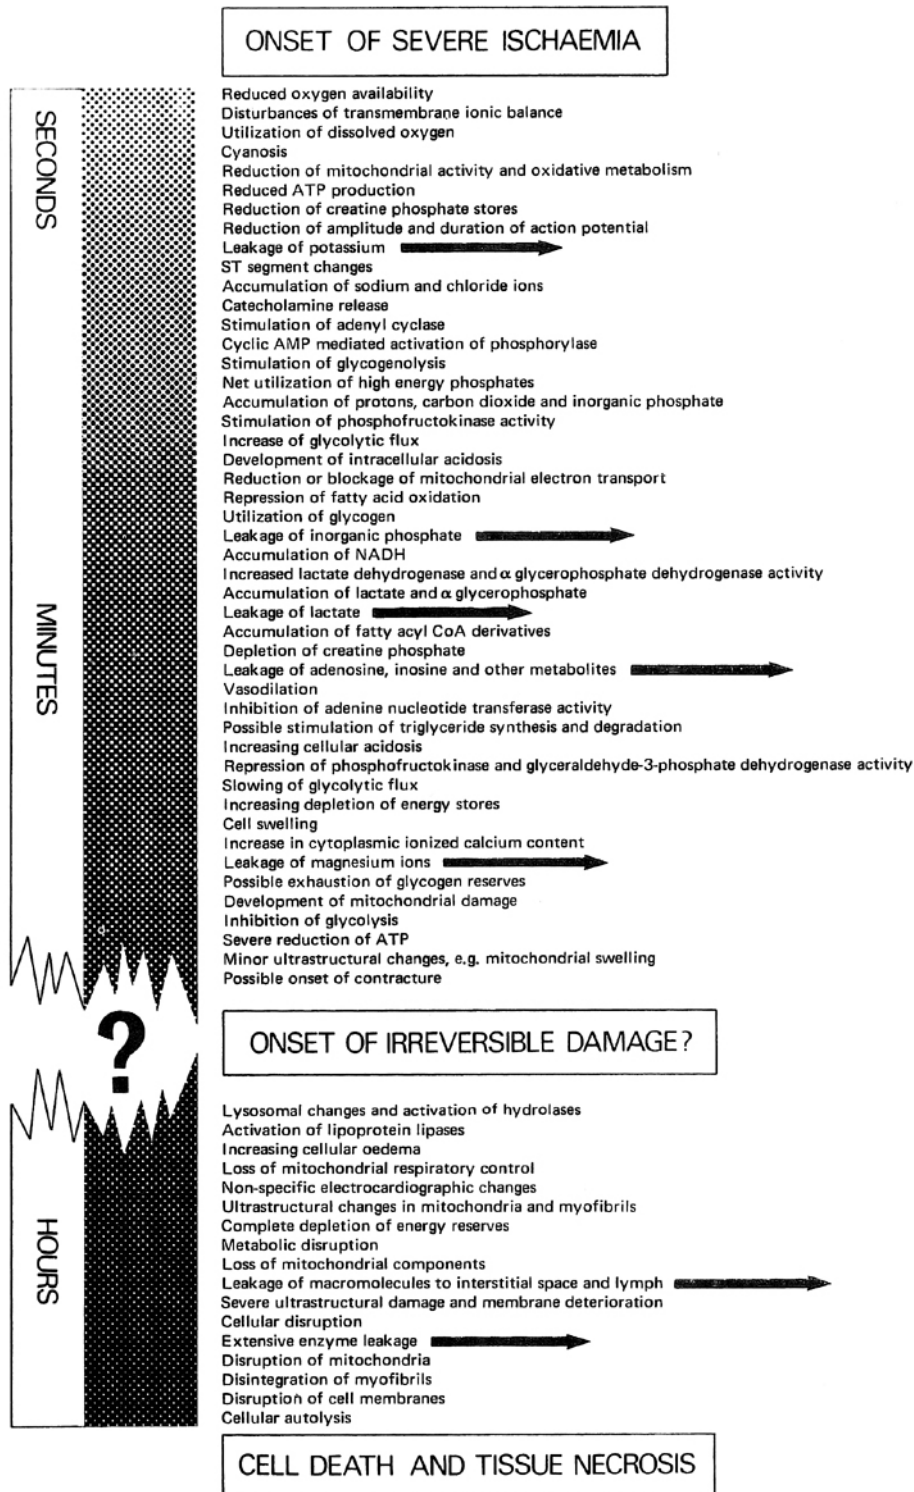 ONSET OF SEVERE ISCHAEMIA
SECONDS
Reduced oxygen availability
Disturbances of transmembrane ionic balance
Utilization of dissolved oxygen
Cyanosis
Reduction of mitochondrial activity and oxidative metabolism
Reduced ATP production
Reduction of creatine phosphate stores
Reduction of amplitude and duration of action potential
Leakage of potassium
ST segment changes
Accumulation of sodium and chloride ions
Catecholamine release
Stimulation of adenyl cyclase
Cyclic AMP mediated activation of phosphorylase
Stimulation of glycogenolysis
Net utilization of high energy phosphates
Accumulation of protons, carbon dioxide and inorganic phosphate
Stimulation of phosphofructokinase activity
Increase of glycolytic flux
Development of intracellular acidosis
Reduction or blockage of mitochondrial electron transport
Repression of fatty acid oxidation
Utilization of glycogen
Leakage of inorganic phosphate
Accumulation of NADH
Increased lactate dehydrogenase and α glycerophosphate dehydrogenase activity
Accumulation of lactate and α glycerophosphate
MINUTES
Leakage of lactate
Accumulation of fatty acyl CoA derivatives
Depletion of creatine phosphate
Leakage of adenosine, inosine and other metabolites
Vasodilation
Inhibition of adenine nucleotide transferase activity
Possible stimulation of triglyceride synthesis and degradation
Increasing cellular acidosis
Repression of phosphofructokinase and glyceraldehyde-3-phosphate dehydrogenase activity
Slowing of glycolytic flux
Increasing depletion of energy stores
Cell swelling
Increase in cytoplasmic ionized calcium content
Leakage of magnesium ions
Possible exhaustion of glycogen reserves
Development of mitochondrial damage
Inhibition of glycolysis
Severe reduction of ATP
Minor ultrastructural changes, e.g. mitochondrial swelling
Possible onset of contracture
?
ONSET OF IRREVERSIBLE DAMAGE?
Lysosomal changes and activation of hydrolases
Activation of lipoprotein lipases
Increasing cellular oedema
Loss of mitochondrial respiratory control
Non-specific electrocardiographic changes
Ultrastructural changes in mitochondria and myofibrils
HOURS
Complete depletion of energy reserves
Metabolic disruption
Loss of mitochondrial components
Leakage of macromolecules to interstitial space and lymph
Severe ultrastructural damage and membrane deterioration
Cellular disruption
Extensive enzyme leakage
Disruption of mitochondria
Disintegration of myofibrils
Disruption of cell membranes
Cellular autolysis
CELL DEATH AND TISSUE NECROSIS